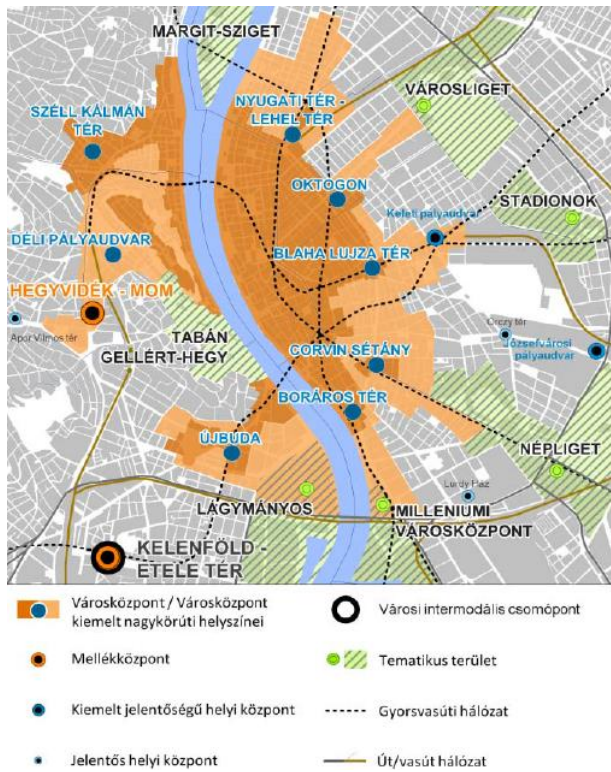 MARGIT-SZIGET
SZÉLL KÁLMÁN
TÉR
NYUGATI TÉR -
LEHEL TÉR
VÁROSLIGET
OKTOGON
Keleti pályaudvar
STADIONOK
DÉLI PÁLYAUDVAR
BLAHA LUJZA TÉR
HEGYVIDÉK - MOM
Apor Vilmos tér
TABÁN
GELLÉRT-HEGY
Orczy tér
Józsefvárosi
pályaudvar
CORVIN SÉTÁNY
BORÁROS TÉR
ÚJBUDA
NÉPLIGET
Lurdy Ház
LÁGYMÁNYOS
MILLENIUMI
VÁROSKÖZPONT
KELENFÖLD -
ETELE TÉR
Városközpont / Városközpont
kiemelt nagykörúti helyszínei
Városi intermodális csomópont
Mellékközpont
Tematikus terület
Kiemelt jelentőségű helyi központ
Gyorsvasúti hálózat
Jelentős helyi központ
Út/vasút hálózat